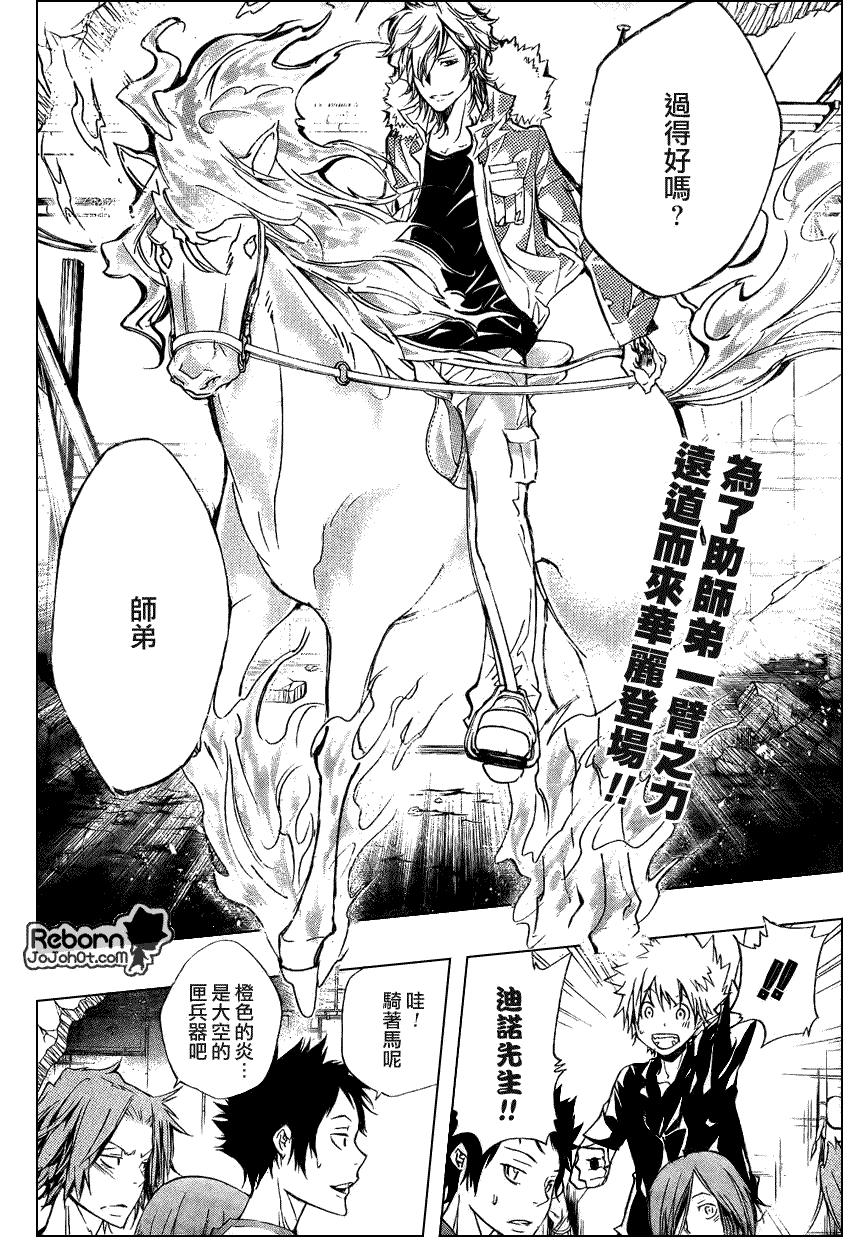 過得好嗎？
為了助師弟一臂之力
遠道而來華麗登場!!
師弟
!!
迪諾先生!!
哇！
騎著馬呢
橙色的炎…
是大空的
匣兵器吧
Reborn
JoJoHot.com